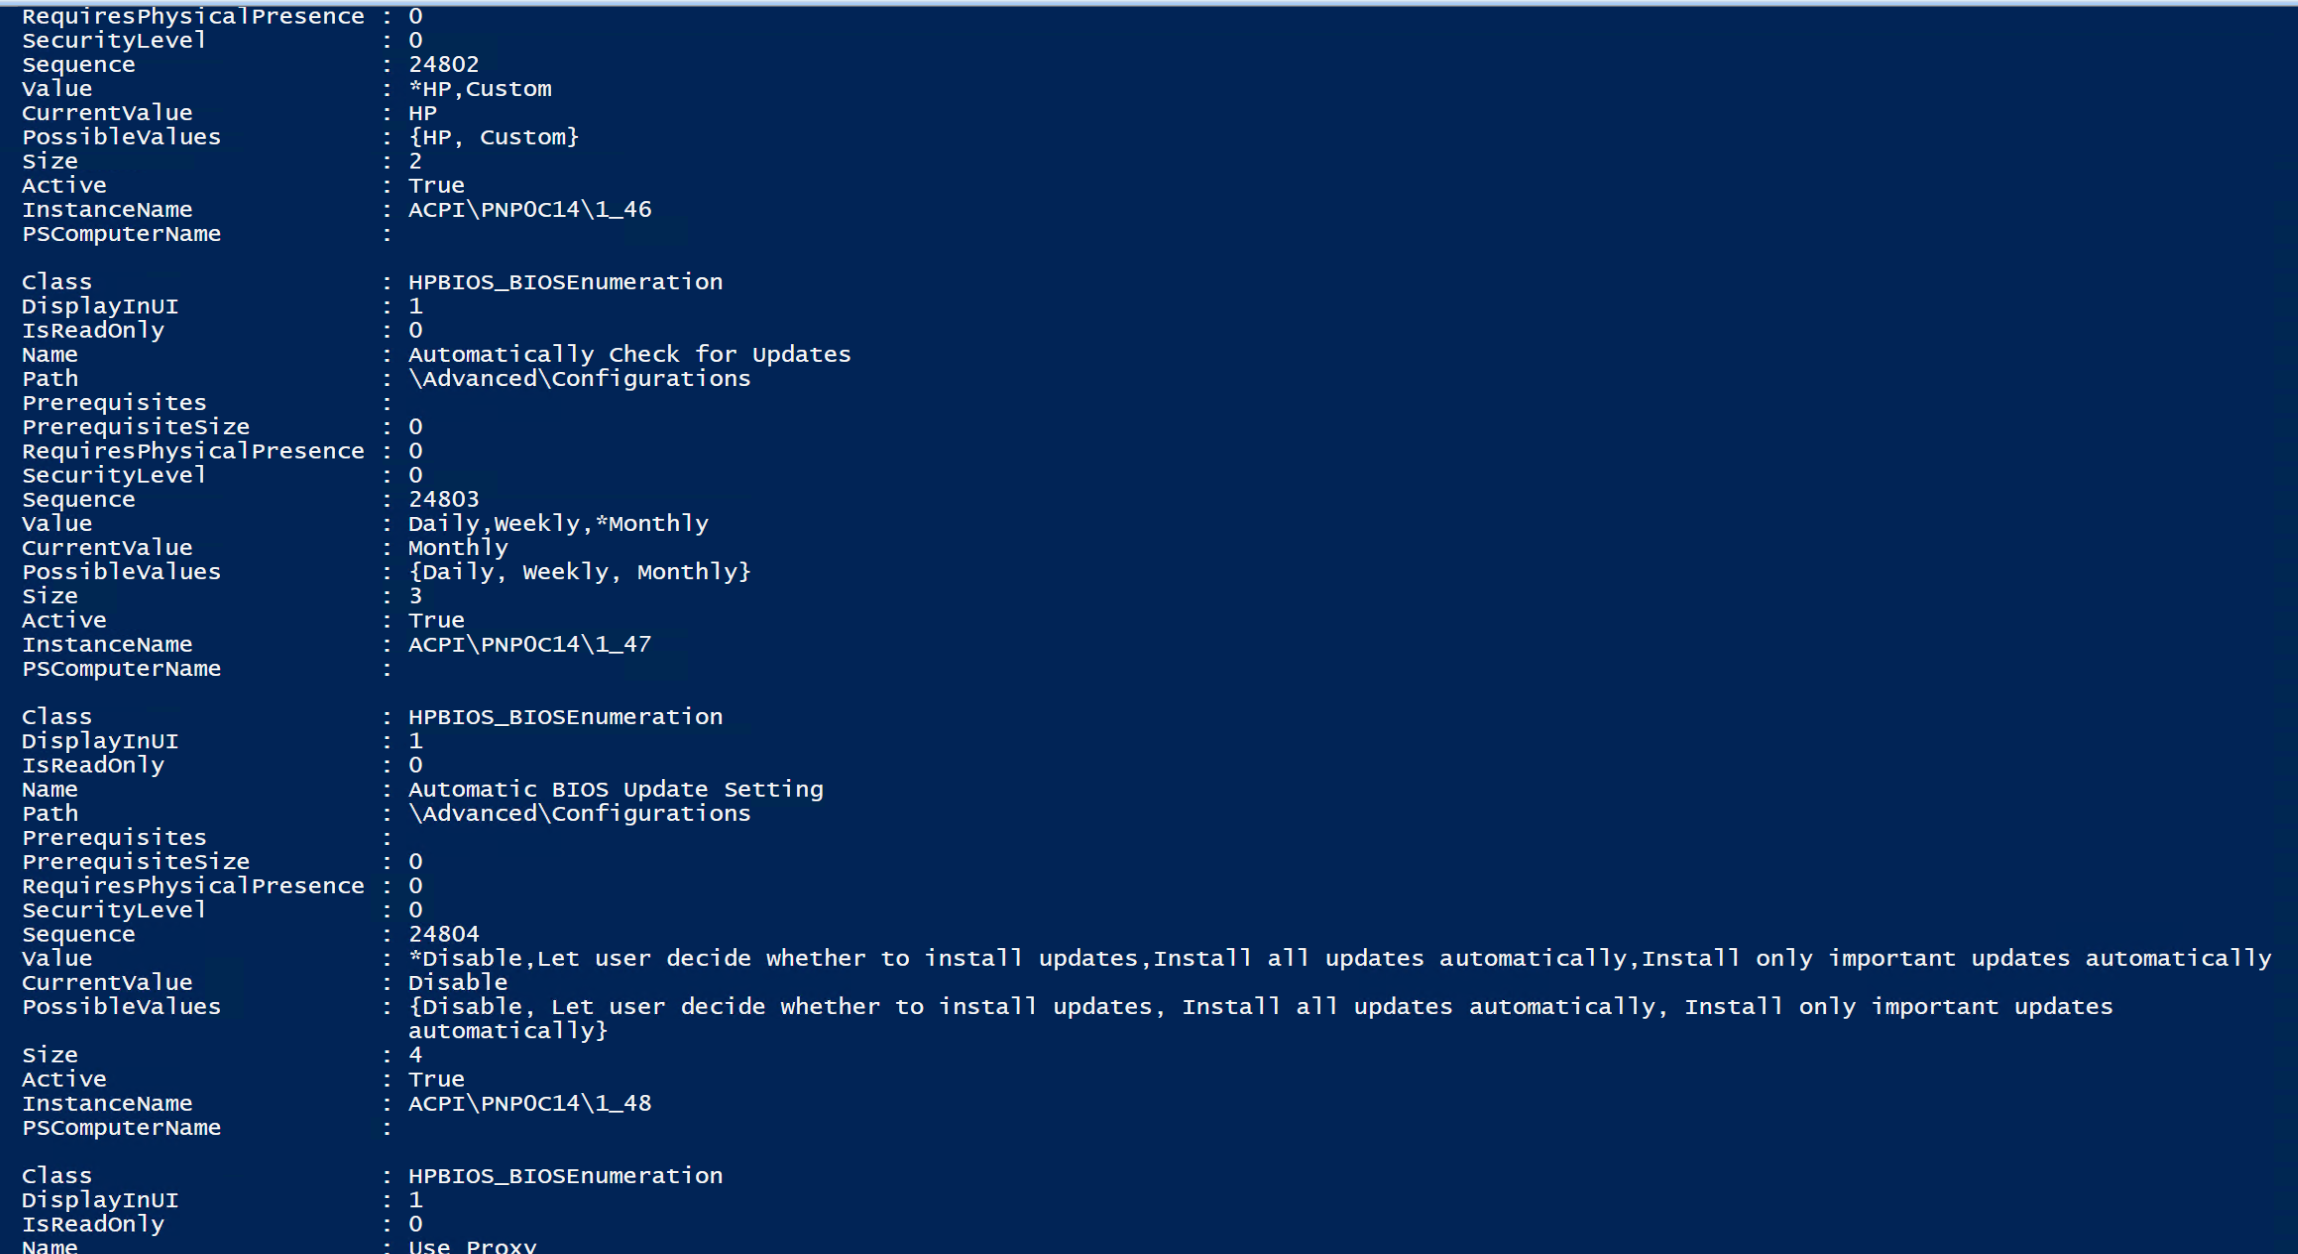 RequiresPhysicalPresence : 0
SecurityLevel            : 0
Sequence                 : 24802
Value                    : *HP,Custom
CurrentValue             : HP
PossibleValues           : {HP, Custom}
Size                     : 2
Active                   : True
InstanceName             : ACPI\PNP0C14\1_46
PSComputerName           :

Class                    : HPBIOS_BIOSEnumeration
DisplayInUI              : 1
IsReadOnly               : 0
Name                     : Automatically Check for Updates
Path                     : \Advanced\Configurations
Prerequisites            :
PrerequisiteSize         : 0
RequiresPhysicalPresence : 0
SecurityLevel            : 0
Sequence                 : 24803
Value                    : Daily,Weekly,*Monthly
CurrentValue             : Monthly
PossibleValues           : {Daily, Weekly, Monthly}
Size                     : 3
Active                   : True
InstanceName             : ACPI\PNP0C14\1_47
PSComputerName           :

Class                    : HPBIOS_BIOSEnumeration
DisplayInUI              : 1
IsReadOnly               : 0
Name                     : Automatic BIOS Update Setting
Path                     : \Advanced\Configurations
Prerequisites            :
PrerequisiteSize         : 0
RequiresPhysicalPresence : 0
SecurityLevel            : 0
Sequence                 : 24804
Value                    : *Disable,Let user decide whether to install updates,Install all updates automatically,Install only important updates automatically
CurrentValue             : Disable
PossibleValues           : {Disable, Let user decide whether to install updates, Install all updates automatically, Install only important updates
                           automatically}
Size                     : 4
Active                   : True
InstanceName             : ACPI\PNP0C14\1_48
PSComputerName           :

Class                    : HPBIOS_BIOSEnumeration
DisplayInUI              : 1
IsReadOnly               : 0
Name                     : Use Proxy